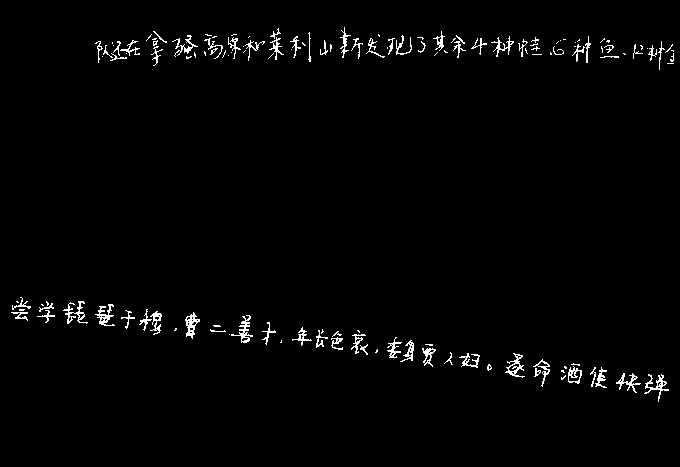 队还在拿骚高原和莱利山新发现了其余4种蛙、6种鱼、12种
尝学琵琶于穆，曹二善才，年长色衰，委身贾人妇。遂命酒使快弹